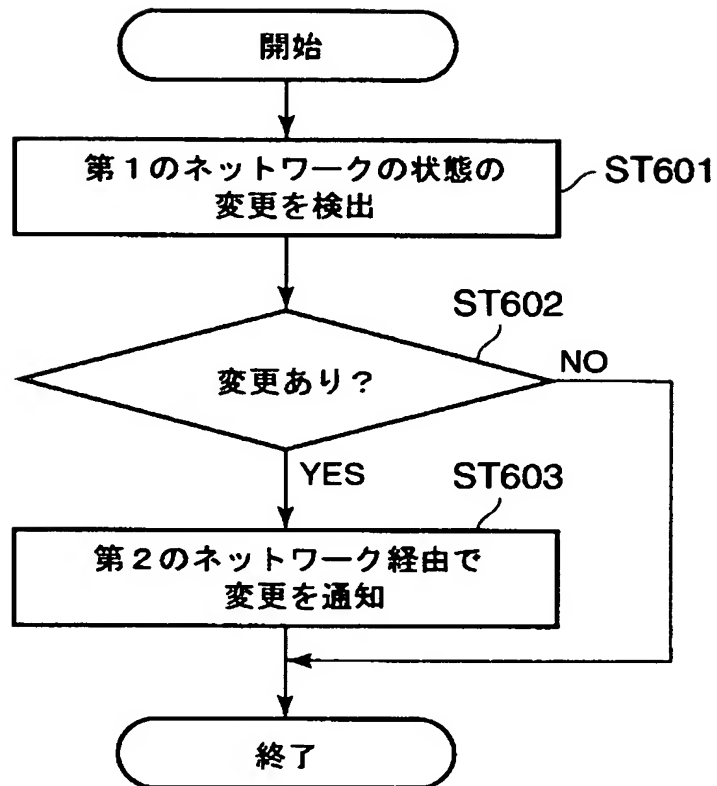 開始
第1のネットワークの状態の
変更を検出
ST601
ST602
変更あり?
NO
YES
ST603
第2のネットワーク経由で
変更を通知
終了